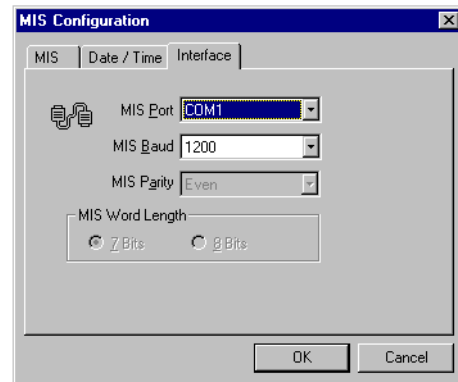 MIS Configuration
MIS Date / Time Interface
MIS Port COM1
MIS Baud 1200
MIS Parity Even
MIS Word Length
7 Bits 8 Bits
OK Cancel